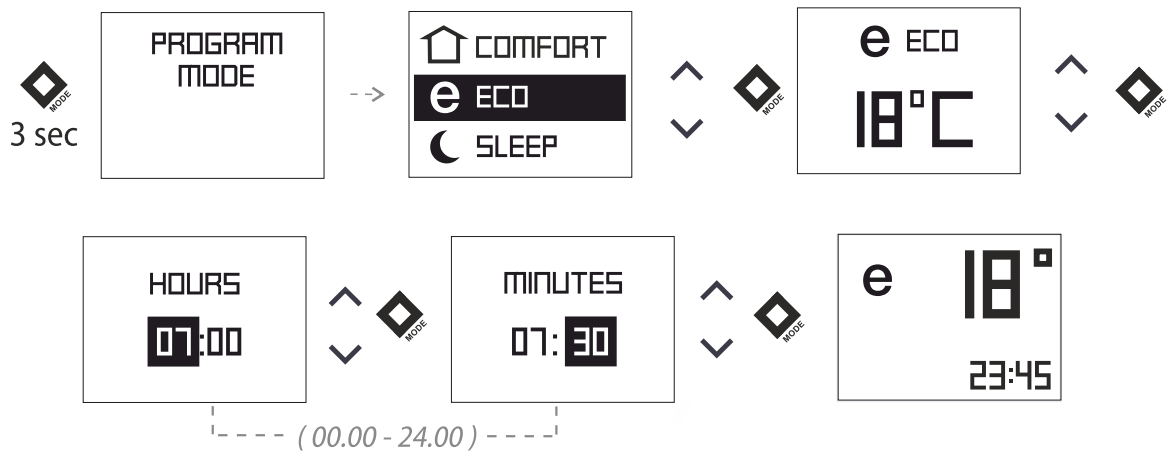 PROGRAM
MODE
MODE
3 sec
COMFORT
e ECO
SLEEP
MODE
e ECO
18°C
MODE
HOURS
07:00
MODE
MINUTES
07:30
MODE
e 18°
23:45
( 00.00 - 24.00 )